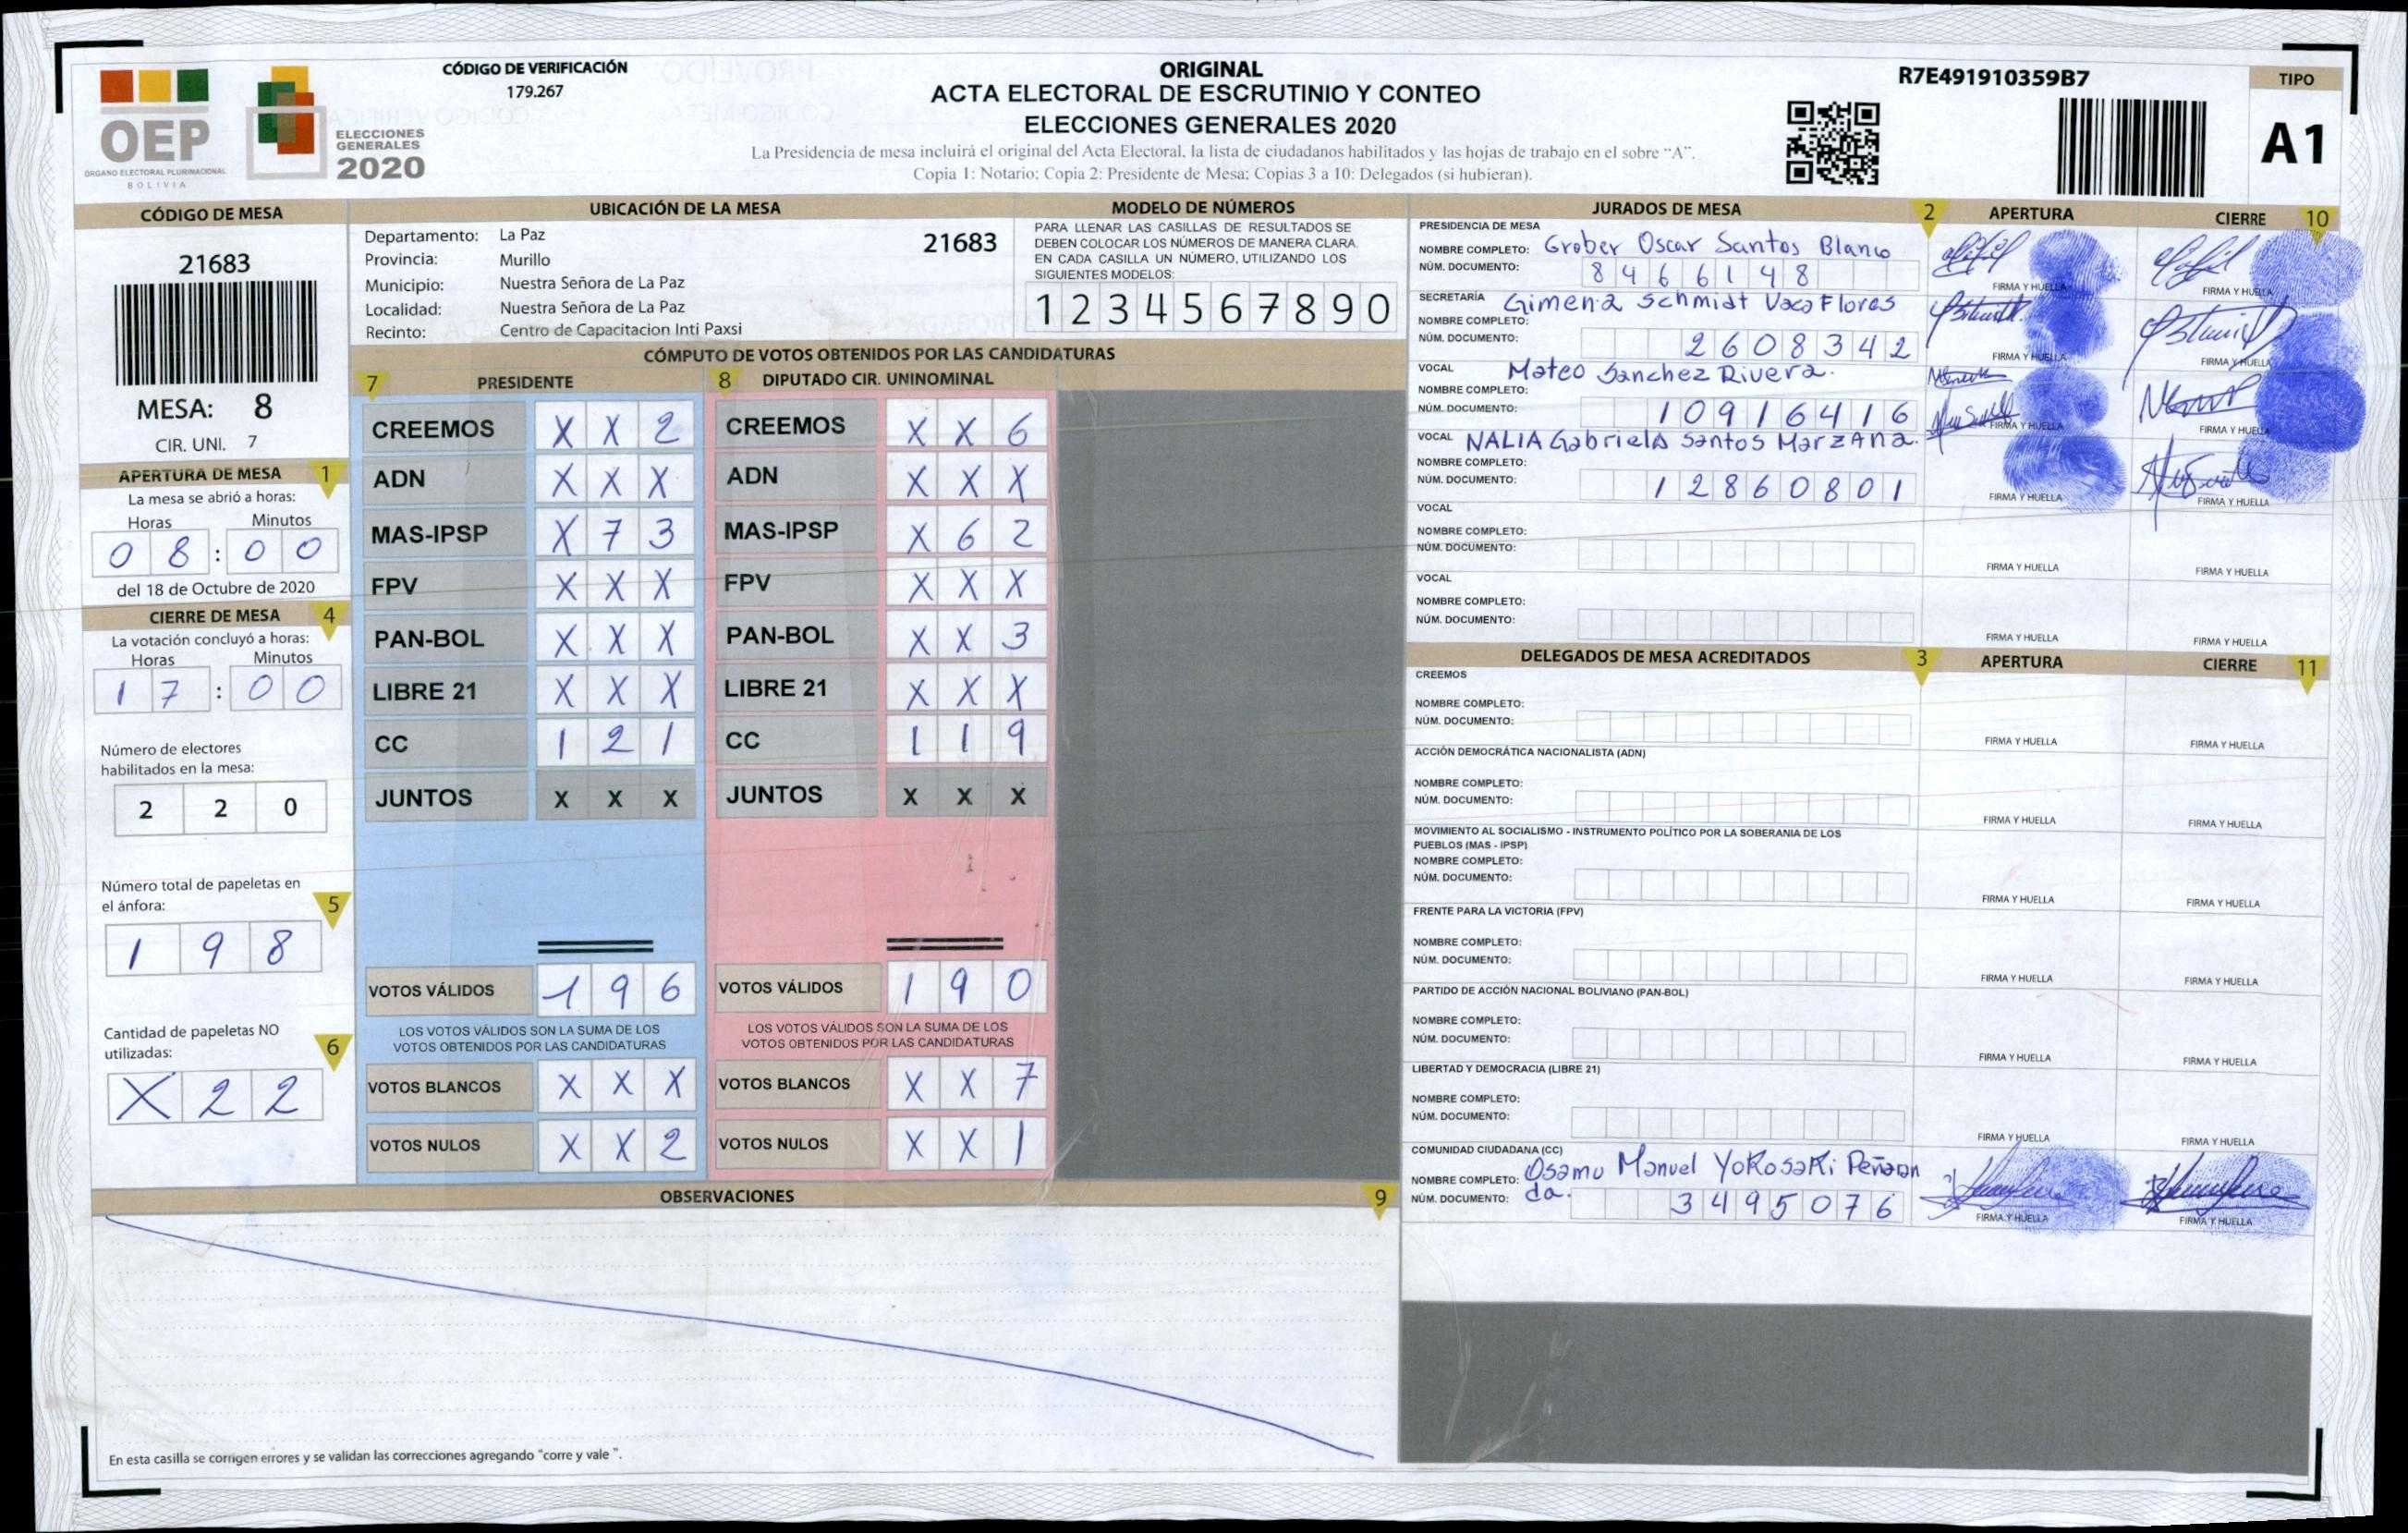 CÓDIGO DE VERIFICACIÓN
179.267
OEP
ÓRGANO ELECTORAL PLURINACIONAL
BOLIVIA
ELECCIONES
GENERALES
2020
ORIGINAL
ACTA ELECTORAL DE ESCRUTINIO Y CONTEO
ELECCIONES GENERALES 2020
La Presidencia de mesa incluirá el original del Acta Electoral, la lista de ciudadanos habilitados y las hojas de trabajo en el sobre "A".
Copia 1: Notario; Copia 2: Presidente de Mesa; Copias 3 a 10: Delegados (si hubieran).
R7E491910359B7
TIPO
A1
CÓDIGO DE MESA
21683
MESA: 8
CIR. UNI. 7
APERTURA DE MESA 1
La mesa se abrió a horas:
Horas Minutos
0 8 : 0 0
del 18 de Octubre de 2020
CIERRE DE MESA 4
La votación concluyó a horas:
Horas Minutos
1 7 : 0 0
Número de electores
habilitados en la mesa:
2 2 0
Número total de papeletas en
el ánfora: 5
1 9 8
Cantidad de papeletas NO
utilizadas: 6
X 2 2
UBICACIÓN DE LA MESA
Departamento: La Paz 21683
Provincia: Murillo
Municipio: Nuestra Señora de La Paz
Localidad: Nuestra Señora de La Paz
Recinto: Centro de Capacitacion Inti Paxsi
MODELO DE NÚMEROS
PARA LLENAR LAS CASILLAS DE RESULTADOS SE
DEBEN COLOCAR LOS NÚMEROS DE MANERA CLARA.
EN CADA CASILLA UN NÚMERO, UTILIZANDO LOS
SIGUIENTES MODELOS:
1 2 3 4 5 6 7 8 9 0
CÓMPUTO DE VOTOS OBTENIDOS POR LAS CANDIDATURAS
7 PRESIDENTE 8 DIPUTADO CIR. UNINOMINAL
CREEMOS X X 2 CREEMOS X X 6
ADN X X X ADN X X X
MAS-IPSP X 7 3 MAS-IPSP X 6 2
FPV X X X FPV X X X
PAN-BOL X X X PAN-BOL X X 3
LIBRE 21 X X X LIBRE 21 X X X
CC 1 2 1 CC 1 1 9
JUNTOS X X X JUNTOS X X X
VOTOS VÁLIDOS 1 9 6 VOTOS VÁLIDOS 1 9 0
LOS VOTOS VÁLIDOS SON LA SUMA DE LOS LOS VOTOS VÁLIDOS SON LA SUMA DE LOS
VOTOS OBTENIDOS POR LAS CANDIDATURAS VOTOS OBTENIDOS POR LAS CANDIDATURAS
VOTOS BLANCOS X X X VOTOS BLANCOS X X 7
VOTOS NULOS X X 2 VOTOS NULOS X X 1
OBSERVACIONES 9
En esta casilla se corrigen errores y se validan las correcciones agregando "corre y vale ".
JURADOS DE MESA 2 APERTURA CIERRE 10
PRESIDENCIA DE MESA
NOMBRE COMPLETO: Grober Oscar Santos Blanco
NÚM. DOCUMENTO: 8 4 6 6 1 4 8
FIRMA Y HUELLA FIRMA Y HUELLA
SECRETARÍA Gimena Schmidt Vaca Flores
NOMBRE COMPLETO:
NÚM. DOCUMENTO: 2 6 0 8 3 4 2
FIRMA Y HUELLA FIRMA Y HUELLA
VOCAL Mateo Sanchez Rivera.
NOMBRE COMPLETO:
NÚM. DOCUMENTO: 1 0 9 1 6 4 1 6
FIRMA Y HUELLA FIRMA Y HUELLA
VOCAL NALIA Gabriela Santos Marzana.
NOMBRE COMPLETO:
NÚM. DOCUMENTO: 1 2 8 6 0 8 0 1
FIRMA Y HUELLA FIRMA Y HUELLA
VOCAL
NOMBRE COMPLETO:
NÚM. DOCUMENTO:
FIRMA Y HUELLA FIRMA Y HUELLA
VOCAL
NOMBRE COMPLETO:
NÚM. DOCUMENTO:
FIRMA Y HUELLA FIRMA Y HUELLA
DELEGADOS DE MESA ACREDITADOS 3 APERTURA CIERRE 11
CREEMOS
NOMBRE COMPLETO:
NÚM. DOCUMENTO:
FIRMA Y HUELLA FIRMA Y HUELLA
ACCIÓN DEMOCRÁTICA NACIONALISTA (ADN)
NOMBRE COMPLETO:
NÚM. DOCUMENTO:
FIRMA Y HUELLA FIRMA Y HUELLA
MOVIMIENTO AL SOCIALISMO - INSTRUMENTO POLÍTICO POR LA SOBERANIA DE LOS
PUEBLOS (MAS - IPSP)
NOMBRE COMPLETO:
NÚM. DOCUMENTO:
FIRMA Y HUELLA FIRMA Y HUELLA
FRENTE PARA LA VICTORIA (FPV)
NOMBRE COMPLETO:
NÚM. DOCUMENTO:
FIRMA Y HUELLA FIRMA Y HUELLA
PARTIDO DE ACCIÓN NACIONAL BOLIVIANO (PAN-BOL)
NOMBRE COMPLETO:
NÚM. DOCUMENTO:
FIRMA Y HUELLA FIRMA Y HUELLA
LIBERTAD Y DEMOCRACIA (LIBRE 21)
NOMBRE COMPLETO:
NÚM. DOCUMENTO:
FIRMA Y HUELLA FIRMA Y HUELLA
COMUNIDAD CIUDADANA (CC)
NOMBRE COMPLETO: Osamu Manuel Yokosaki Peñaran
NÚM. DOCUMENTO: da. 3 4 9 5 0 7 6
FIRMA Y HUELLA FIRMA Y HUELLA